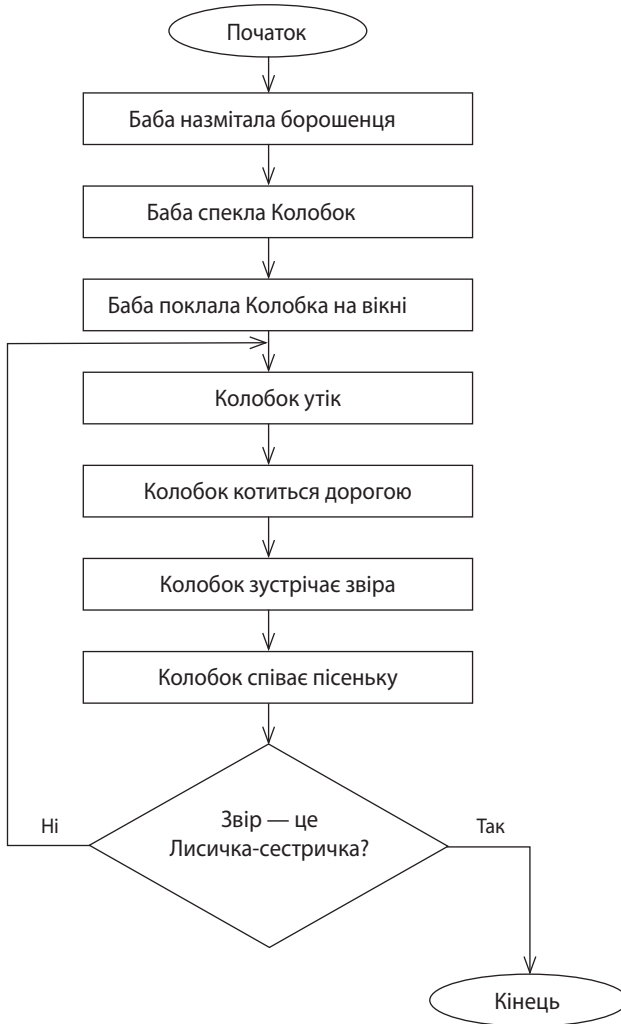 Початок
Баба назмітала борошенця
Баба спекла Колобок
Баба поклала Колобка на вікні
Колобок утік
Колобок котиться дорогою
Колобок зустрічає звіра
Колобок співає пісеньку
Звір — це
Лисичка-сестричка?
Ні
Так
Кінець